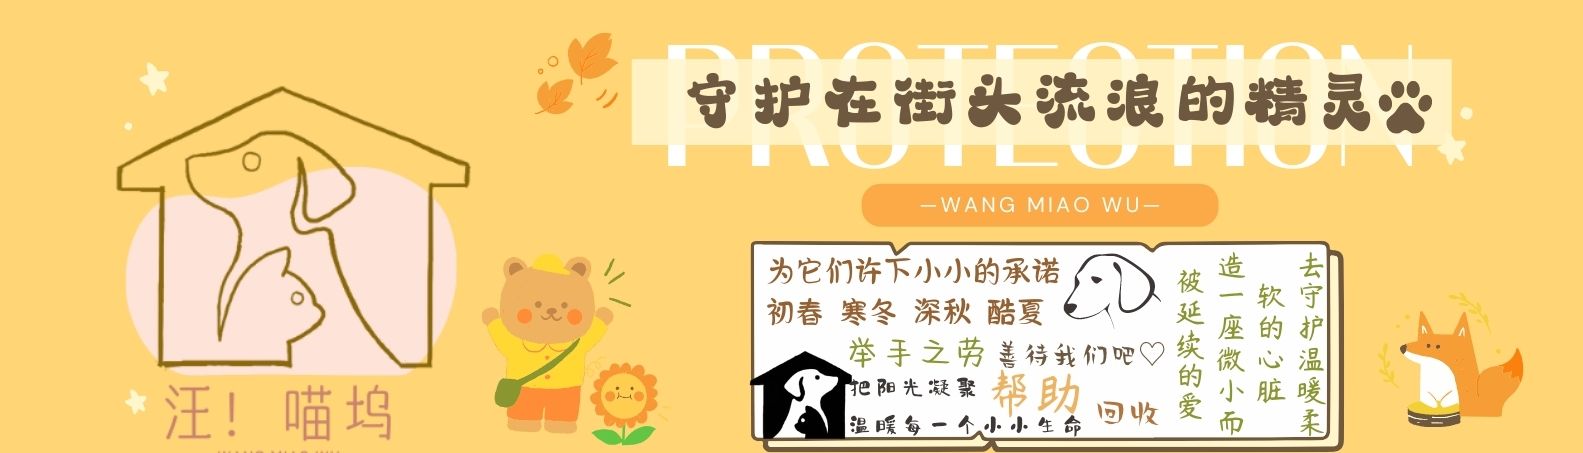 PROTECTION
守护在街头流浪的精灵
—WANG MIAO WU—
汪！喵坞
为它们许下小小的承诺
初春 寒冬 深秋 酷夏
举手之劳 善待我们吧♡
把阳光凝聚
帮助
回收
温暖每一个小小生命
去守护温暖柔
软的心脏
造一座微小而
被延续的爱